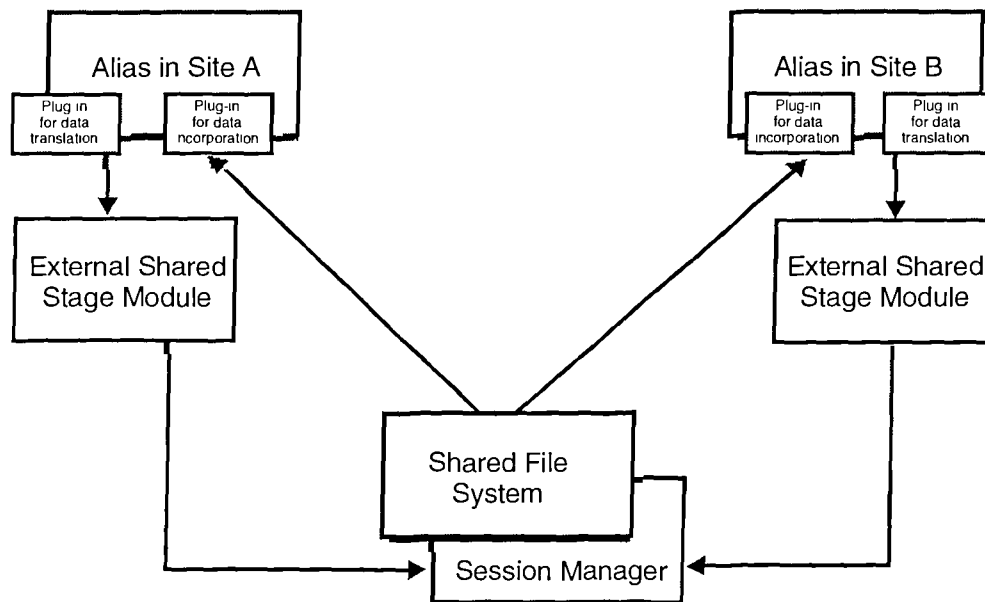 Alias in Site A
Plug in
for data
translation
Plug-in
for data
ncorporation
Alias in Site B
Plug-in
for data
incorporation
Plug in
for data
translation
External Shared
Stage Module
External Shared
Stage Module
Shared File
System
Session Manager